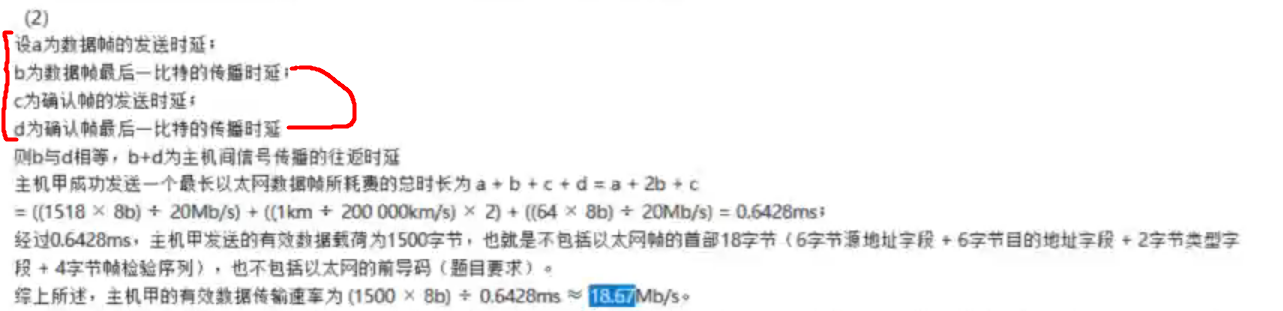 (2)
设a为数据帧的发送时延;
b为数据帧最后一比特的传播时延;
c为确认帧的发送时延;
d为确认帧最后一比特的传播时延
则b与d相等，b+d为主机间信号传播的往返时延
主机甲成功发送一个最长以太网数据帧所耗费的总时长为 a + b + c + d = a + 2b + c
= ((1518 × 8b) ÷ 20Mb/s) + ((1km ÷ 200 000km/s) × 2) + ((64 × 8b) ÷ 20Mb/s) = 0.6428ms;
经过0.6428ms，主机甲发送的有效数据载荷为1500字节，也就是不包括以太网帧的首部18字节（6字节源地址字段 + 6字节目的地址字段 + 2字节类型字
段 + 4字节帧检验序列），也不包括以太网的前导码（题目要求）。
综上所述，主机甲的有效数据传输速率为 (1500 × 8b) ÷ 0.6428ms ≈ 18.67Mb/s。